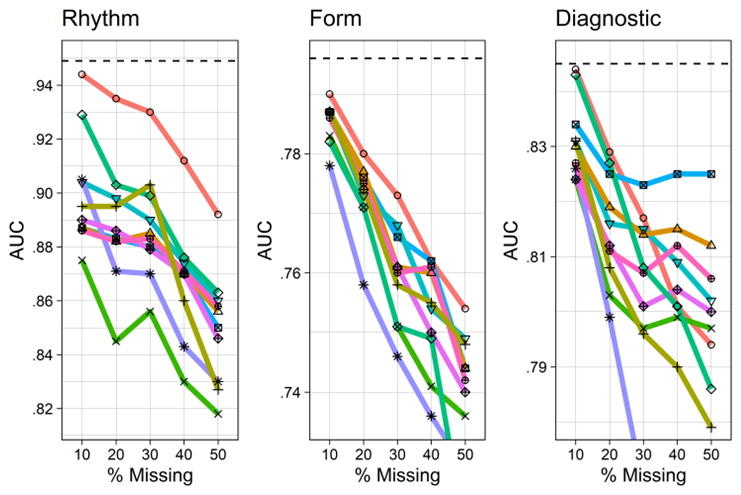 Rhythm
AUC
.94
.92
.90
.88
.86
.84
.82
10 20 30 40 50
% Missing
Form
AUC
.78
.76
.74
10 20 30 40 50
% Missing
Diagnostic
AUC
.83
.81
.79
10 20 30 40 50
% Missing